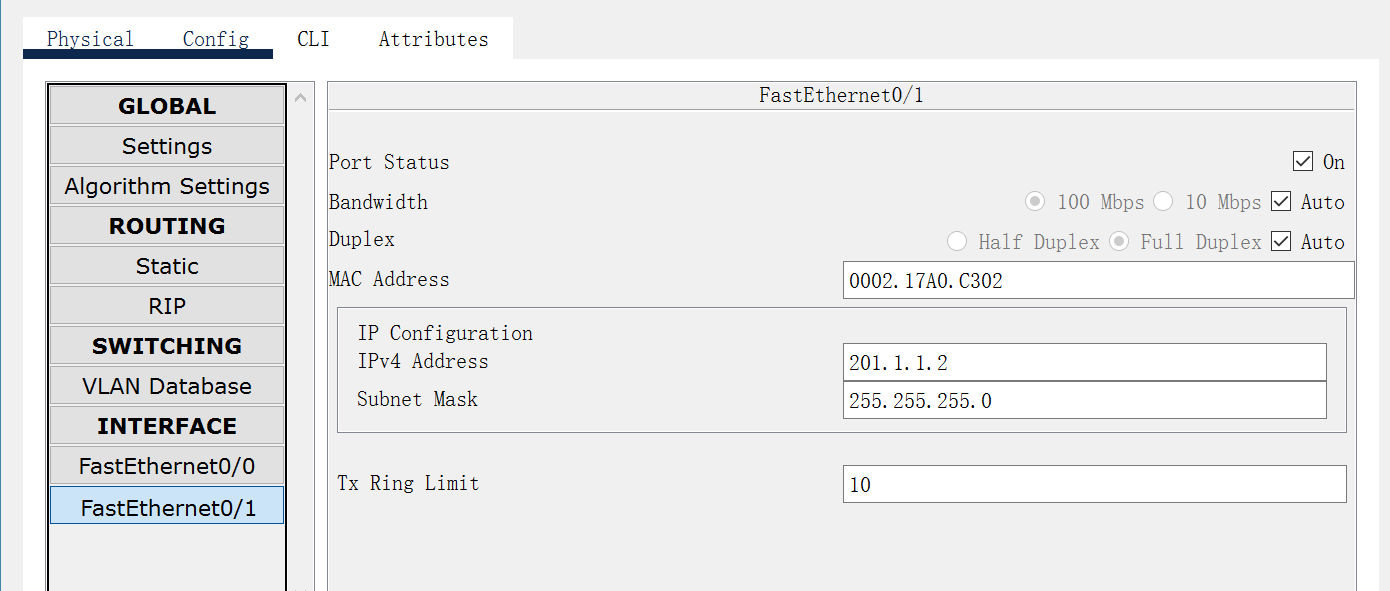 Physical Config CLI Attributes
GLOBAL
Settings
Algorithm Settings
ROUTING
Static
RIP
SWITCHING
VLAN Database
INTERFACE
FastEthernet0/0
FastEthernet0/1
FastEthernet0/1
Port Status On
Bandwidth 100 Mbps 10 Mbps Auto
Duplex Half Duplex Full Duplex Auto
MAC Address 0002.17A0.C302
IP Configuration
IPv4 Address 201.1.1.2
Subnet Mask 255.255.255.0
Tx Ring Limit 10